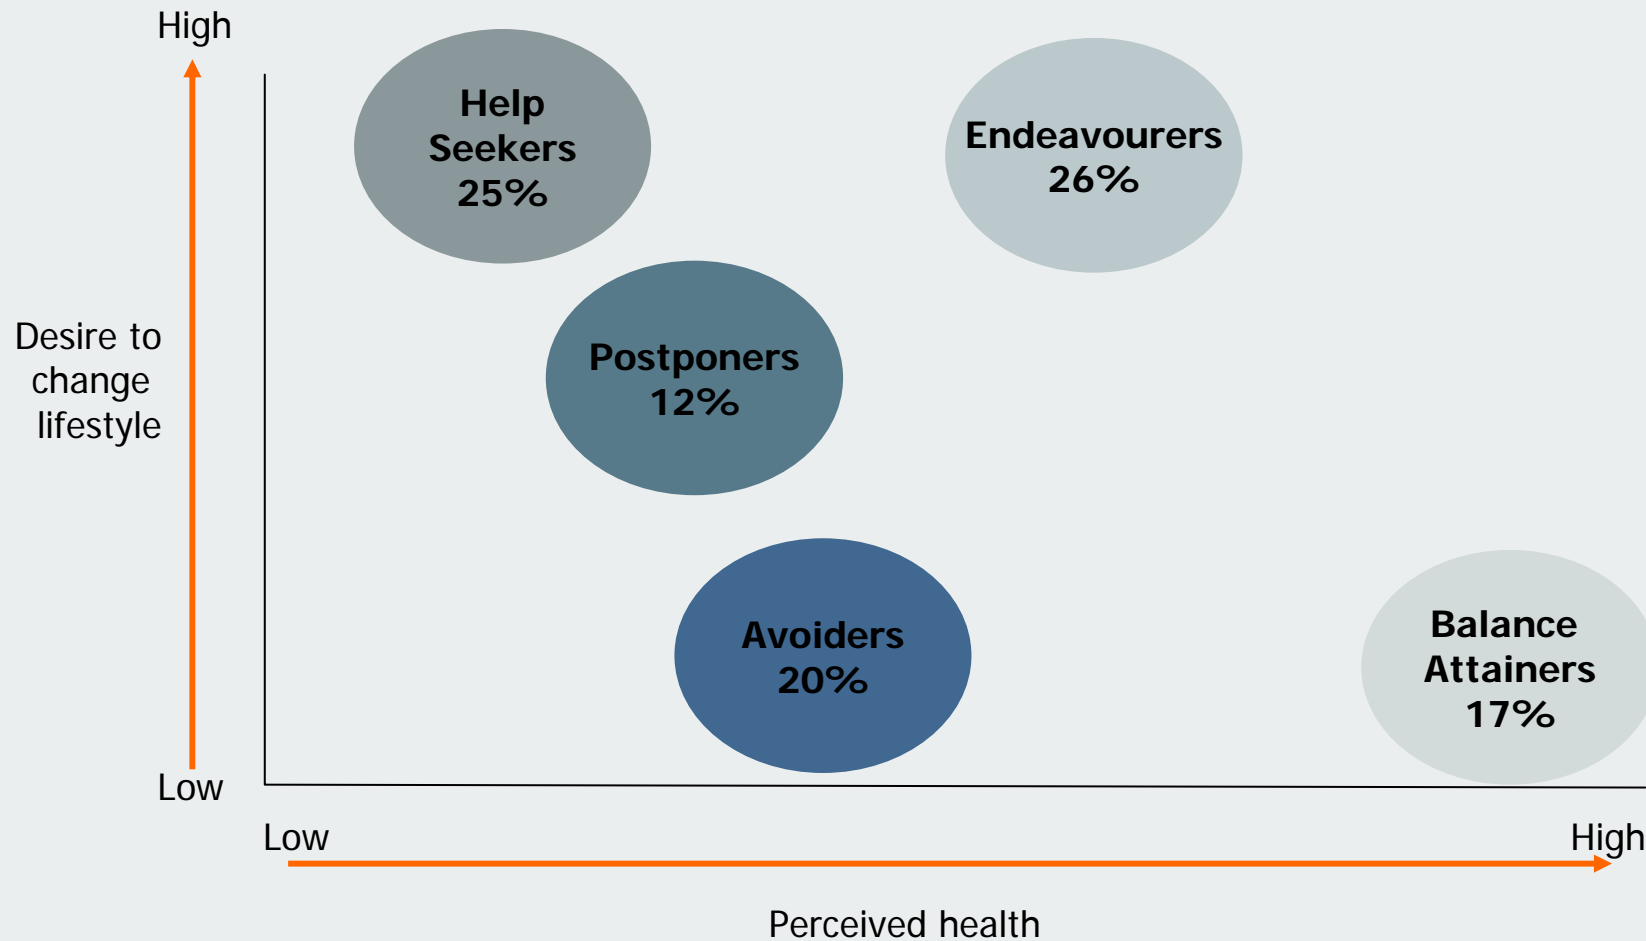 High
Help
Seekers
25%
Endeavourers
26%
Desire to
change
lifestyle
Postponers
12%
Avoiders
20%
Balance
Attainers
17%
Low
Low
High
Perceived health